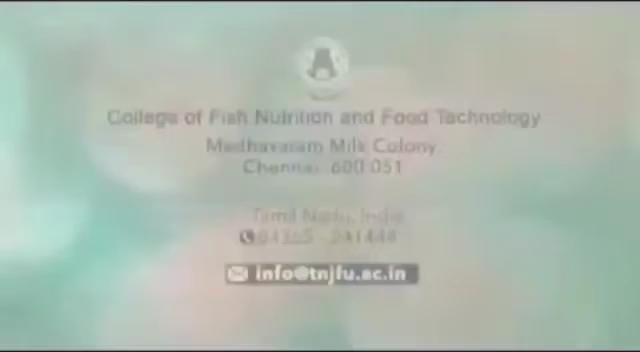 College of Fish Nutrition and Food Technology
Madhavaram Milk Colony
Chennai 600 051
Tamil Nadu, India
info@tnjfu.ac.in